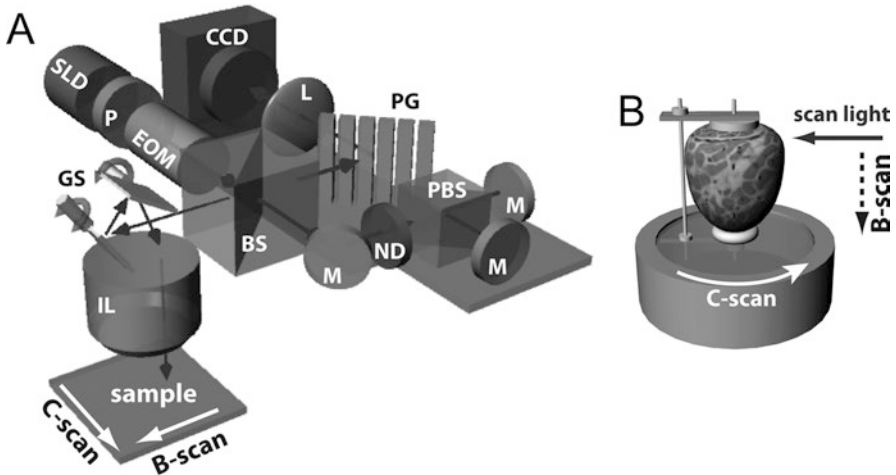 A
SLD
P
EOM
CCD
L
PG
GS
BS
M
ND
PBS
M
M
IL
sample
C-scan
B-scan
B
scan light
B-scan
C-scan